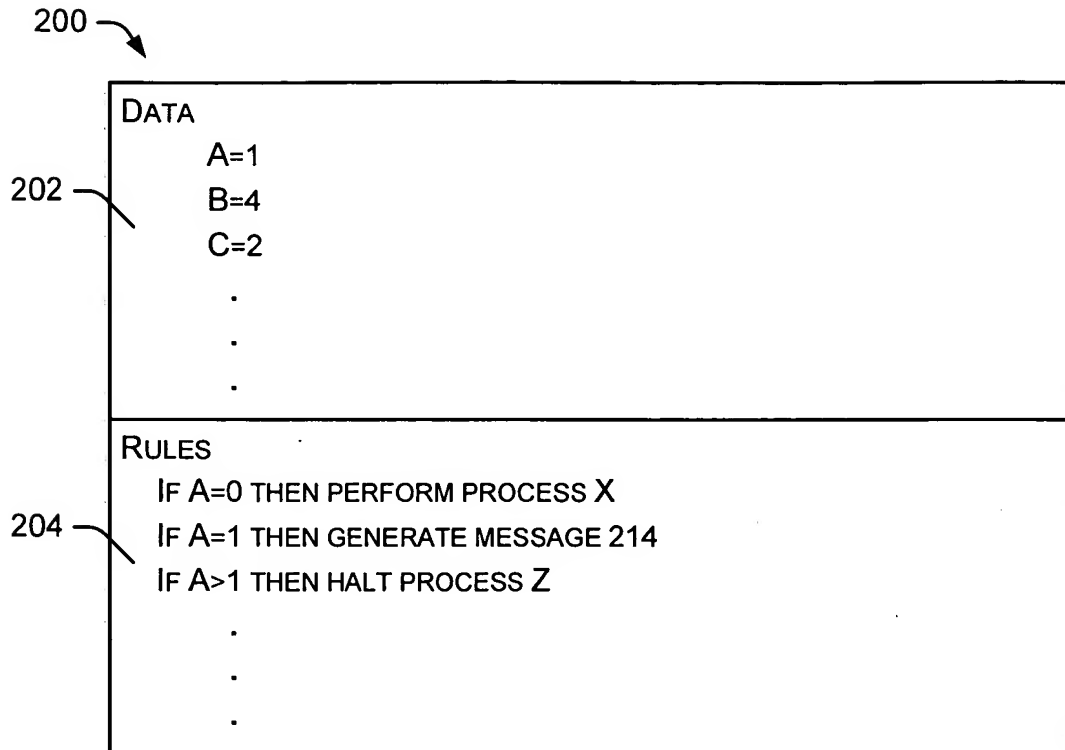 200
DATA
A=1
202
B=4
C=2
.
.
.
RULES
IF A=0 THEN PERFORM PROCESS X
204
IF A=1 THEN GENERATE MESSAGE 214
IF A>1 THEN HALT PROCESS Z
.
.
.